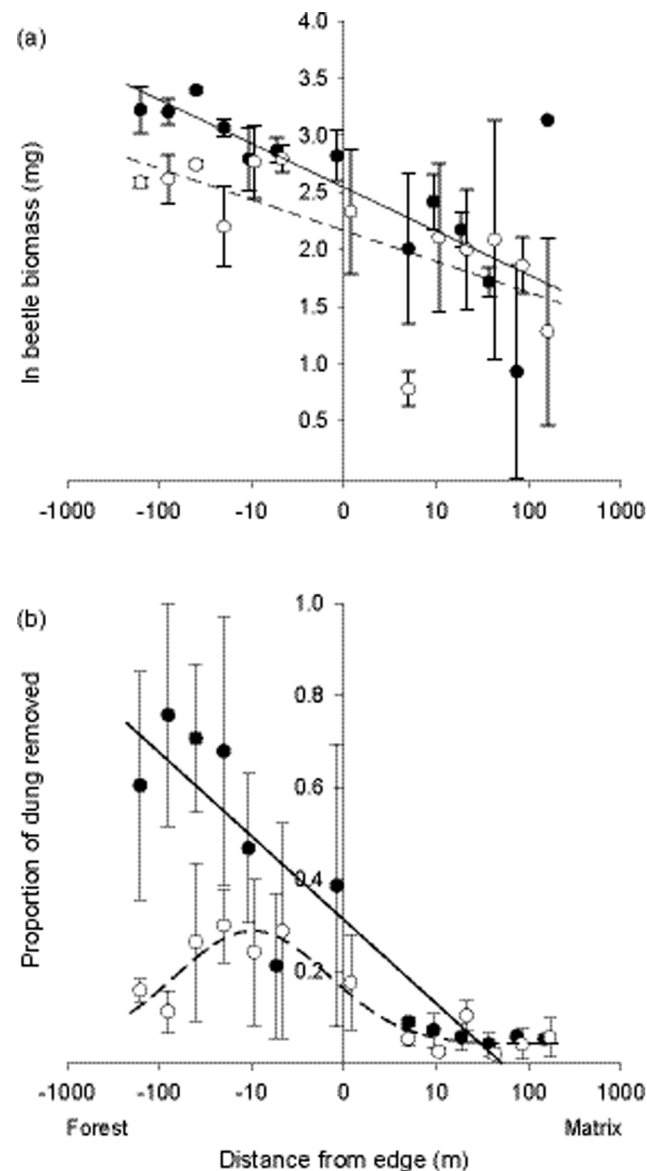 (a)
4.0
3.5
3.0
2.5
2.0
1.5
1.0
0.5
ln beetle biomass (mg)
-1000 -100 -10 0 10 100 1000
(b)
1.0
0.8
0.6
0.4
0.2
Proportion of dung removed
-1000 -100 -10 0 10 100 1000
Forest Matrix
Distance from edge (m)